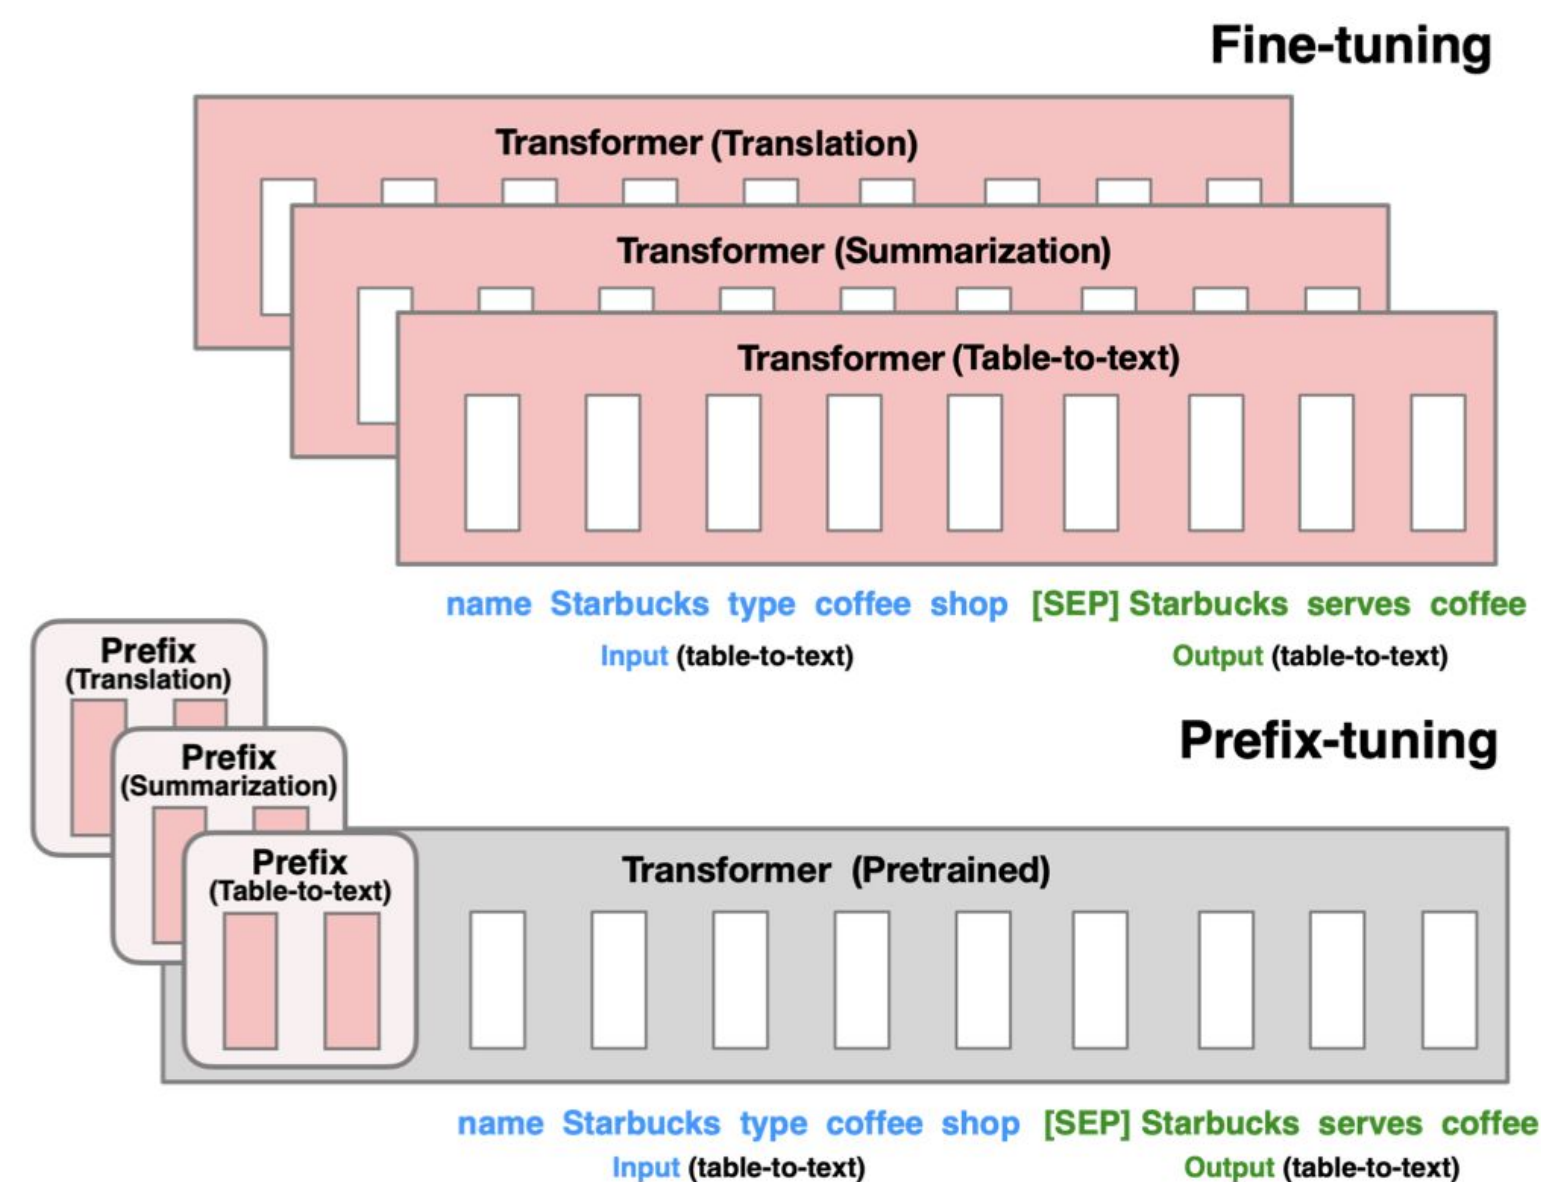 Fine-tuning
Transformer (Translation)
Transformer (Summarization)
Transformer (Table-to-text)
name Starbucks type coffee shop [SEP] Starbucks serves coffee
Input (table-to-text) Output (table-to-text)
Prefix
(Translation)
Prefix-tuning
Prefix
(Summarization)
Prefix
(Table-to-text)
Transformer (Pretrained)
name Starbucks type coffee shop [SEP] Starbucks serves coffee
Input (table-to-text) Output (table-to-text)